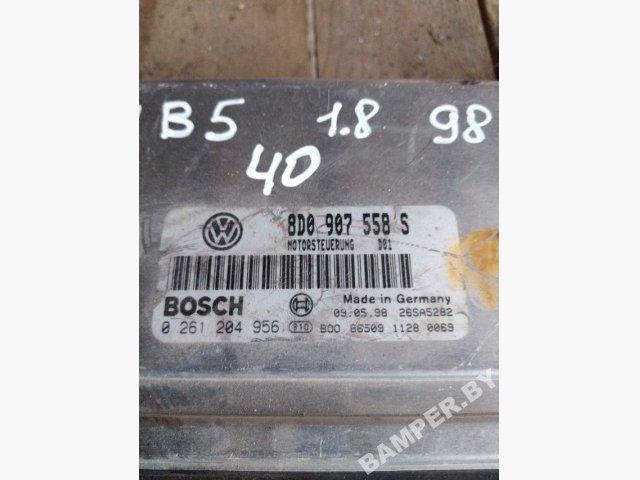 B5 1.8 98
40
8D0 907 558 S
MOTORSTEUERUNG D01
BOSCH
Made in Germany
09.05.98 26SA5282
0 261 204 956 010 800 86509 1128 0069
BAMPER.BY